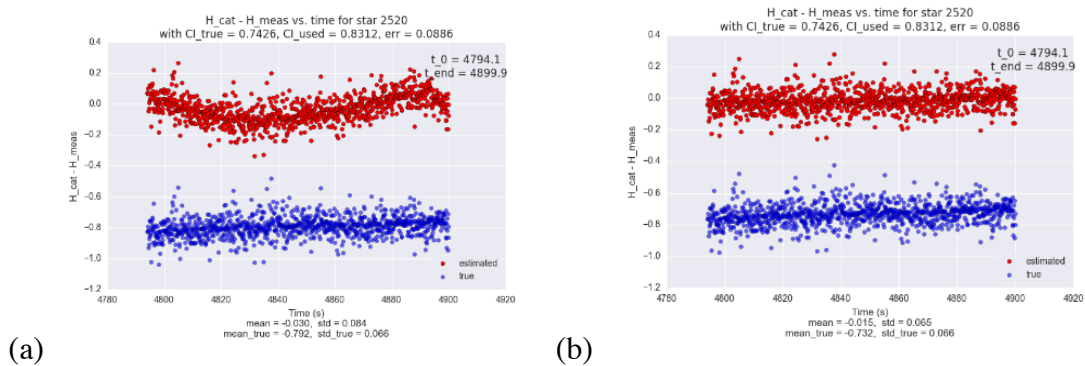 H_cat - H_meas vs. time for star 2520
with CI_true = 0.7426, CI_used = 0.8312, err = 0.0886
t_0 = 4794.1
t_end = 4899.9
0.4
0.2
0.0
−0.2
−0.4
−0.6
−0.8
−1.0
−1.2
H_cat - H_meas
estimated
true
4780 4800 4820 4840 4860 4880 4900 4920
Time (s)
mean = -0.030, std = 0.084
mean_true = -0.792, std_true = 0.066
(a)
H_cat - H_meas vs. time for star 2520
with CI_true = 0.7426, CI_used = 0.8312, err = 0.0886
t_0 = 4794.1
t_end = 4899.9
0.4
0.2
0.0
−0.2
−0.4
−0.6
−0.8
−1.0
−1.2
H_cat - H_meas
estimated
true
4780 4800 4820 4840 4860 4880 4900 4920
Time (s)
mean = -0.015, std = 0.065
mean_true = -0.732, std_true = 0.066
(b)